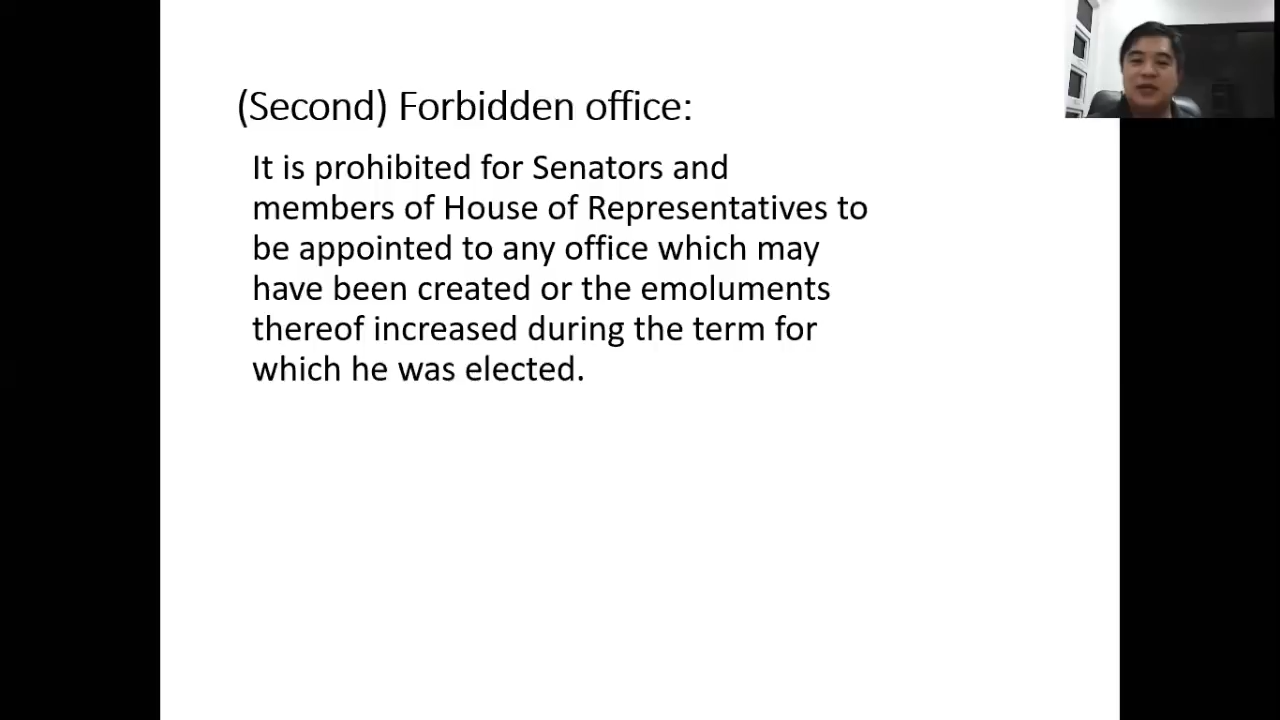 (Second) Forbidden office:
It is prohibited for Senators and
members of House of Representatives to
be appointed to any office which may
have been created or the emoluments
thereof increased during the term for
which he was elected.